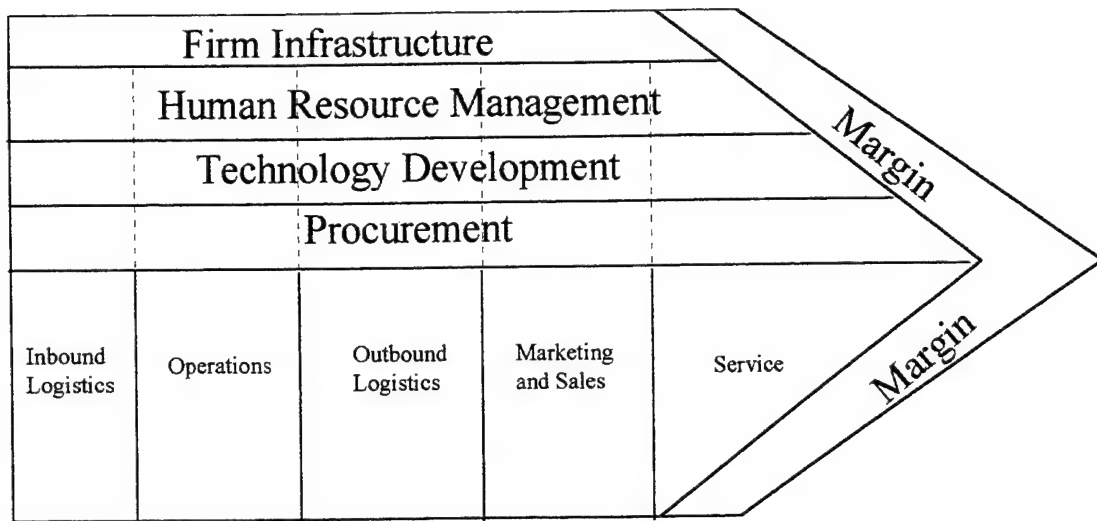 Firm Infrastructure
Human Resource Management
Technology Development
Procurement
Margin
Inbound
Logistics
Operations
Outbound
Logistics
Marketing
and Sales
Service
Margin